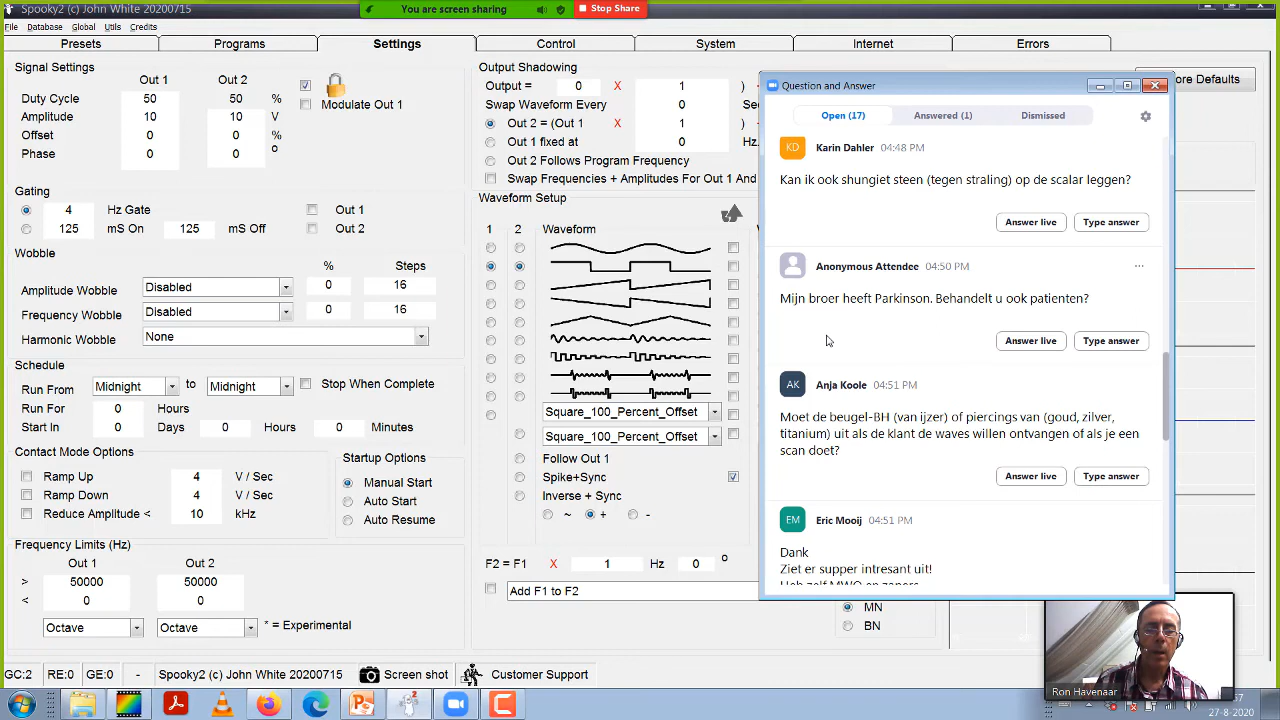 Spooky2 (c) John White 20200715
You are screen sharing
Stop Share
File Database Global Utils Credits
Presets Programs Settings Control System Internet Errors
Signal Settings
Out 1 Out 2
Duty Cycle 50 50 %
Amplitude 10 10 V
Offset 0 0
Phase 0 0 °
Modulate Out 1
Gating
4 Hz Gate Out 1
125 mS On 125 mS Off Out 2
Wobble
% Steps
Amplitude Wobble Disabled 0 16
Frequency Wobble Disabled 0 16
Harmonic Wobble None
Schedule
Run From Midnight to Midnight Stop When Complete
Run For 0 Hours
Start In 0 Days 0 Hours 0 Minutes
Contact Mode Options
Ramp Up 4 V / Sec
Ramp Down 4 V / Sec
Reduce Amplitude < 10 kHz
Startup Options
Manual Start
Auto Start
Auto Resume
Frequency Limits (Hz)
Out 1 Out 2
> 50000 50000
< 0 0
Octave Octave * = Experimental
Output Shadowing
Output = 0 X 1 )
Swap Waveform Every 0
Out 2 = (Out 1 X 1 )
Out 1 fixed at 0 Hz.
Out 2 Follows Program Frequency
Swap Frequencies + Amplitudes For Out 1 And
Waveform Setup
1 2 Waveform
Square_100_Percent_Offset
Square_100_Percent_Offset
Follow Out 1
Spike+Sync
Inverse + Sync
~ + -
F2 = F1 X 1 Hz 0 °
Add F1 to F2
MN
BN
ore Defaults
Question and Answer
Open (17) Answered (1) Dismissed
KD Karin Dahler 04:48 PM
Kan ik ook shungiet steen (tegen straling) op de scalar leggen?
Answer live Type answer
Anonymous Attendee 04:50 PM ...
Mijn broer heeft Parkinson. Behandelt u ook patienten?
Answer live Type answer
AK Anja Koole 04:51 PM
Moet de beugel-BH (van ijzer) of piercings van (goud, zilver,
titanium) uit als de klant de waves willen ontvangen of als je een
scan doet?
Answer live Type answer
EM Eric Mooij 04:51 PM
Dank
Ziet er supper intresant uit!
GC:2 RE:0 GE:0 - Spooky2 (c) John White 20200715 Screen shot Customer Support
Ron Havenaar
27-8-2020